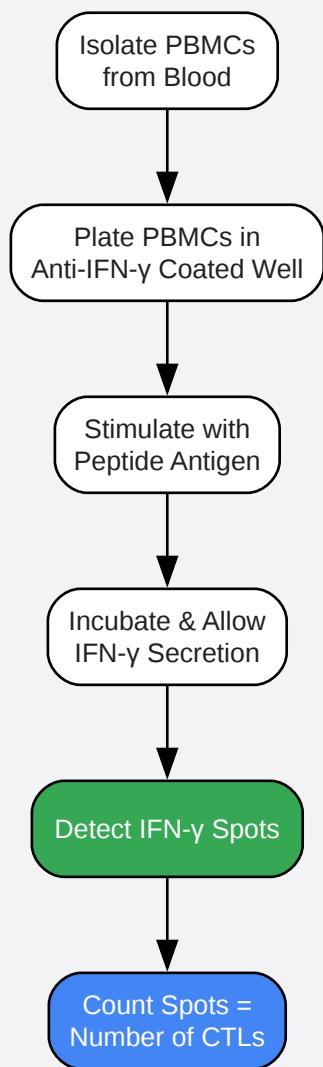 Isolate PBMCs
from Blood
Plate PBMCs in
Anti-IFN-γ Coated Well
Stimulate with
Peptide Antigen
Incubate & Allow
IFN-γ Secretion
Detect IFN-γ Spots
Count Spots =
Number of CTLs